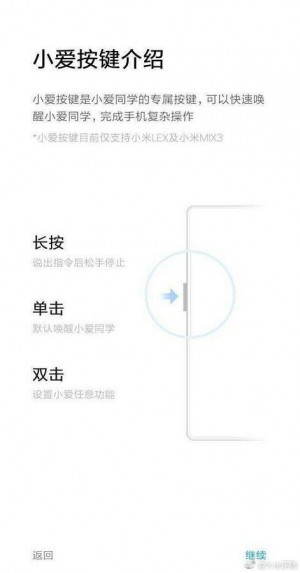 小爱按键介绍
小爱按键是小爱同学的专属按键，可以快速唤
醒小爱同学，完成手机复杂操作
*小爱按键目前仅支持小米LEX及小米MIX3
长按
说出指令后松手停止
单击
默认唤醒小爱同学
双击
设置小爱任意功能
返回
继续